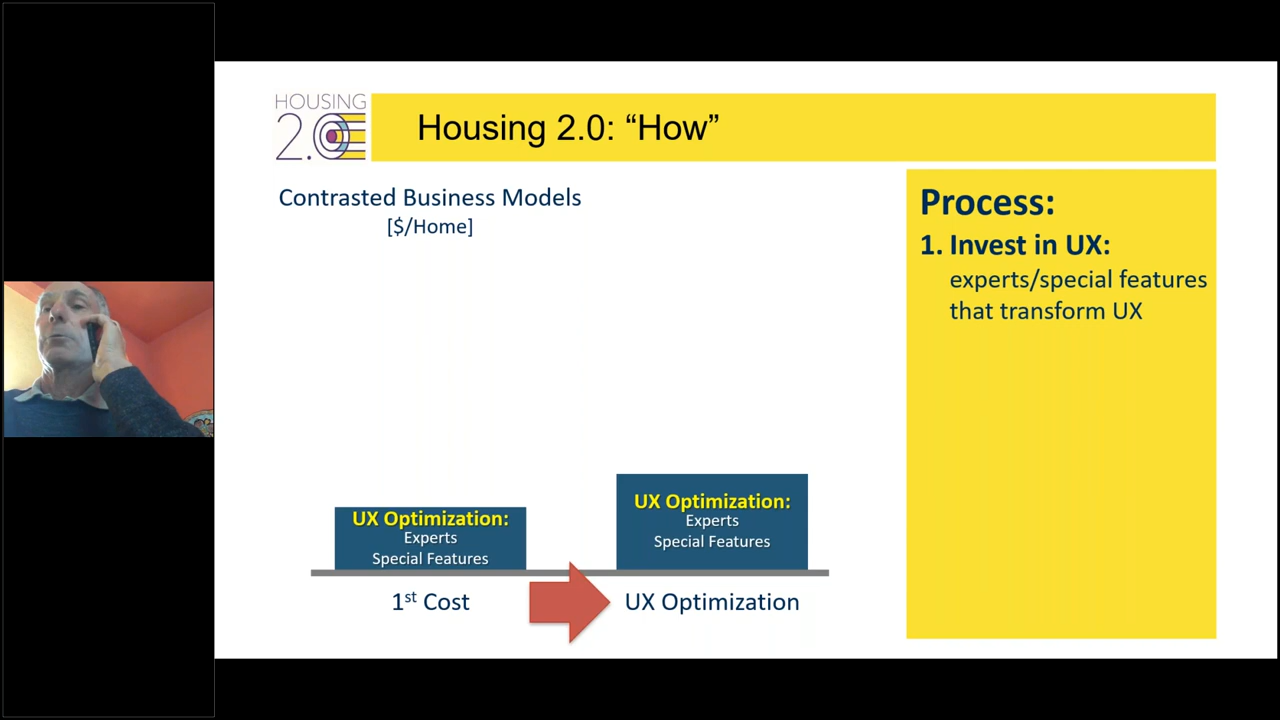 HOUSING
2.0
Housing 2.0: “How”
Contrasted Business Models
[$/Home]
UX Optimization:
Experts
Special Features
1st Cost
UX Optimization:
Experts
Special Features
UX Optimization
Process:
1. Invest in UX:
experts/special features
that transform UX